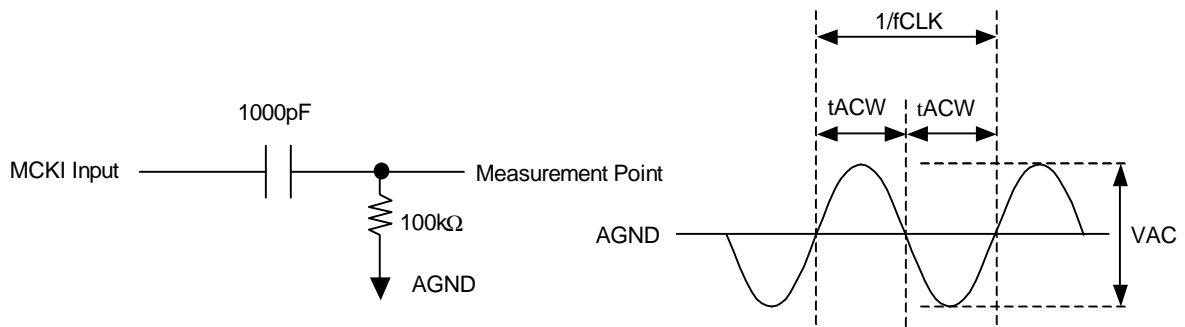 1000pF
MCKI Input
Measurement Point
100kΩ
AGND
1/fCLK
tACW
tACW
AGND
VAC